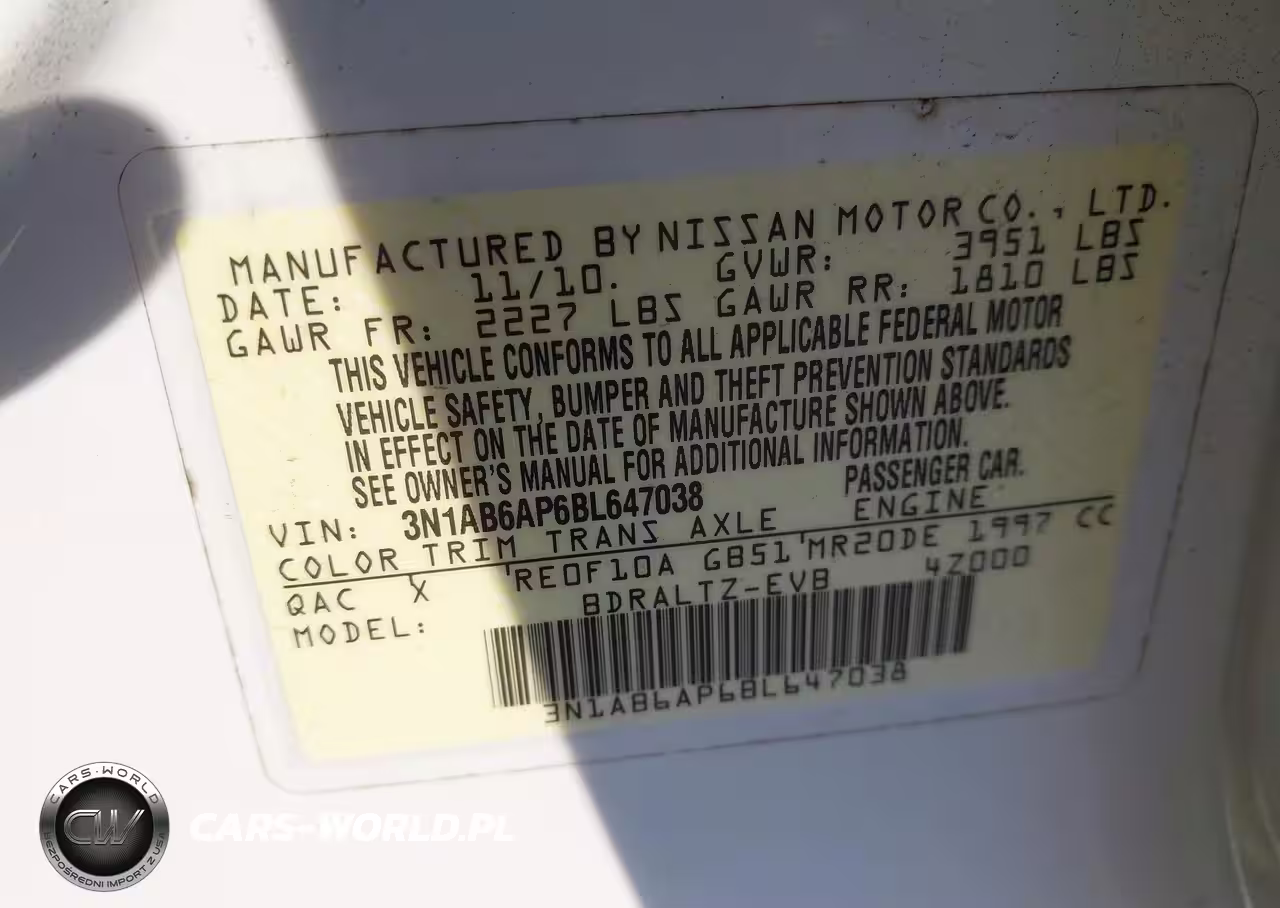 MANUFACTURED BY NISSAN MOTOR CO., LTD.
DATE: 11/10. GVWR: 3951 LBS
GAWR FR: 2227 LBS GAWR RR: 1810 LBS
THIS VEHICLE CONFORMS TO ALL APPLICABLE FEDERAL MOTOR
VEHICLE SAFETY, BUMPER AND THEFT PREVENTION STANDARDS
IN EFFECT ON THE DATE OF MANUFACTURE SHOWN ABOVE.
SEE OWNER'S MANUAL FOR ADDITIONAL INFORMATION.
VIN: 3N1AB6AP6BL647038 PASSENGER CAR.
COLOR TRIM TRANS AXLE ENGINE
QAC X RE0F10A GB51 MR20DE 1997 CC
MODEL: BDRALTZ-EVB 4Z000
3N1AB6AP6BL647038
CARS-WORLD
CW
BEZPOŚREDNI IMPORT Z USA
CARS-WORLD.PL